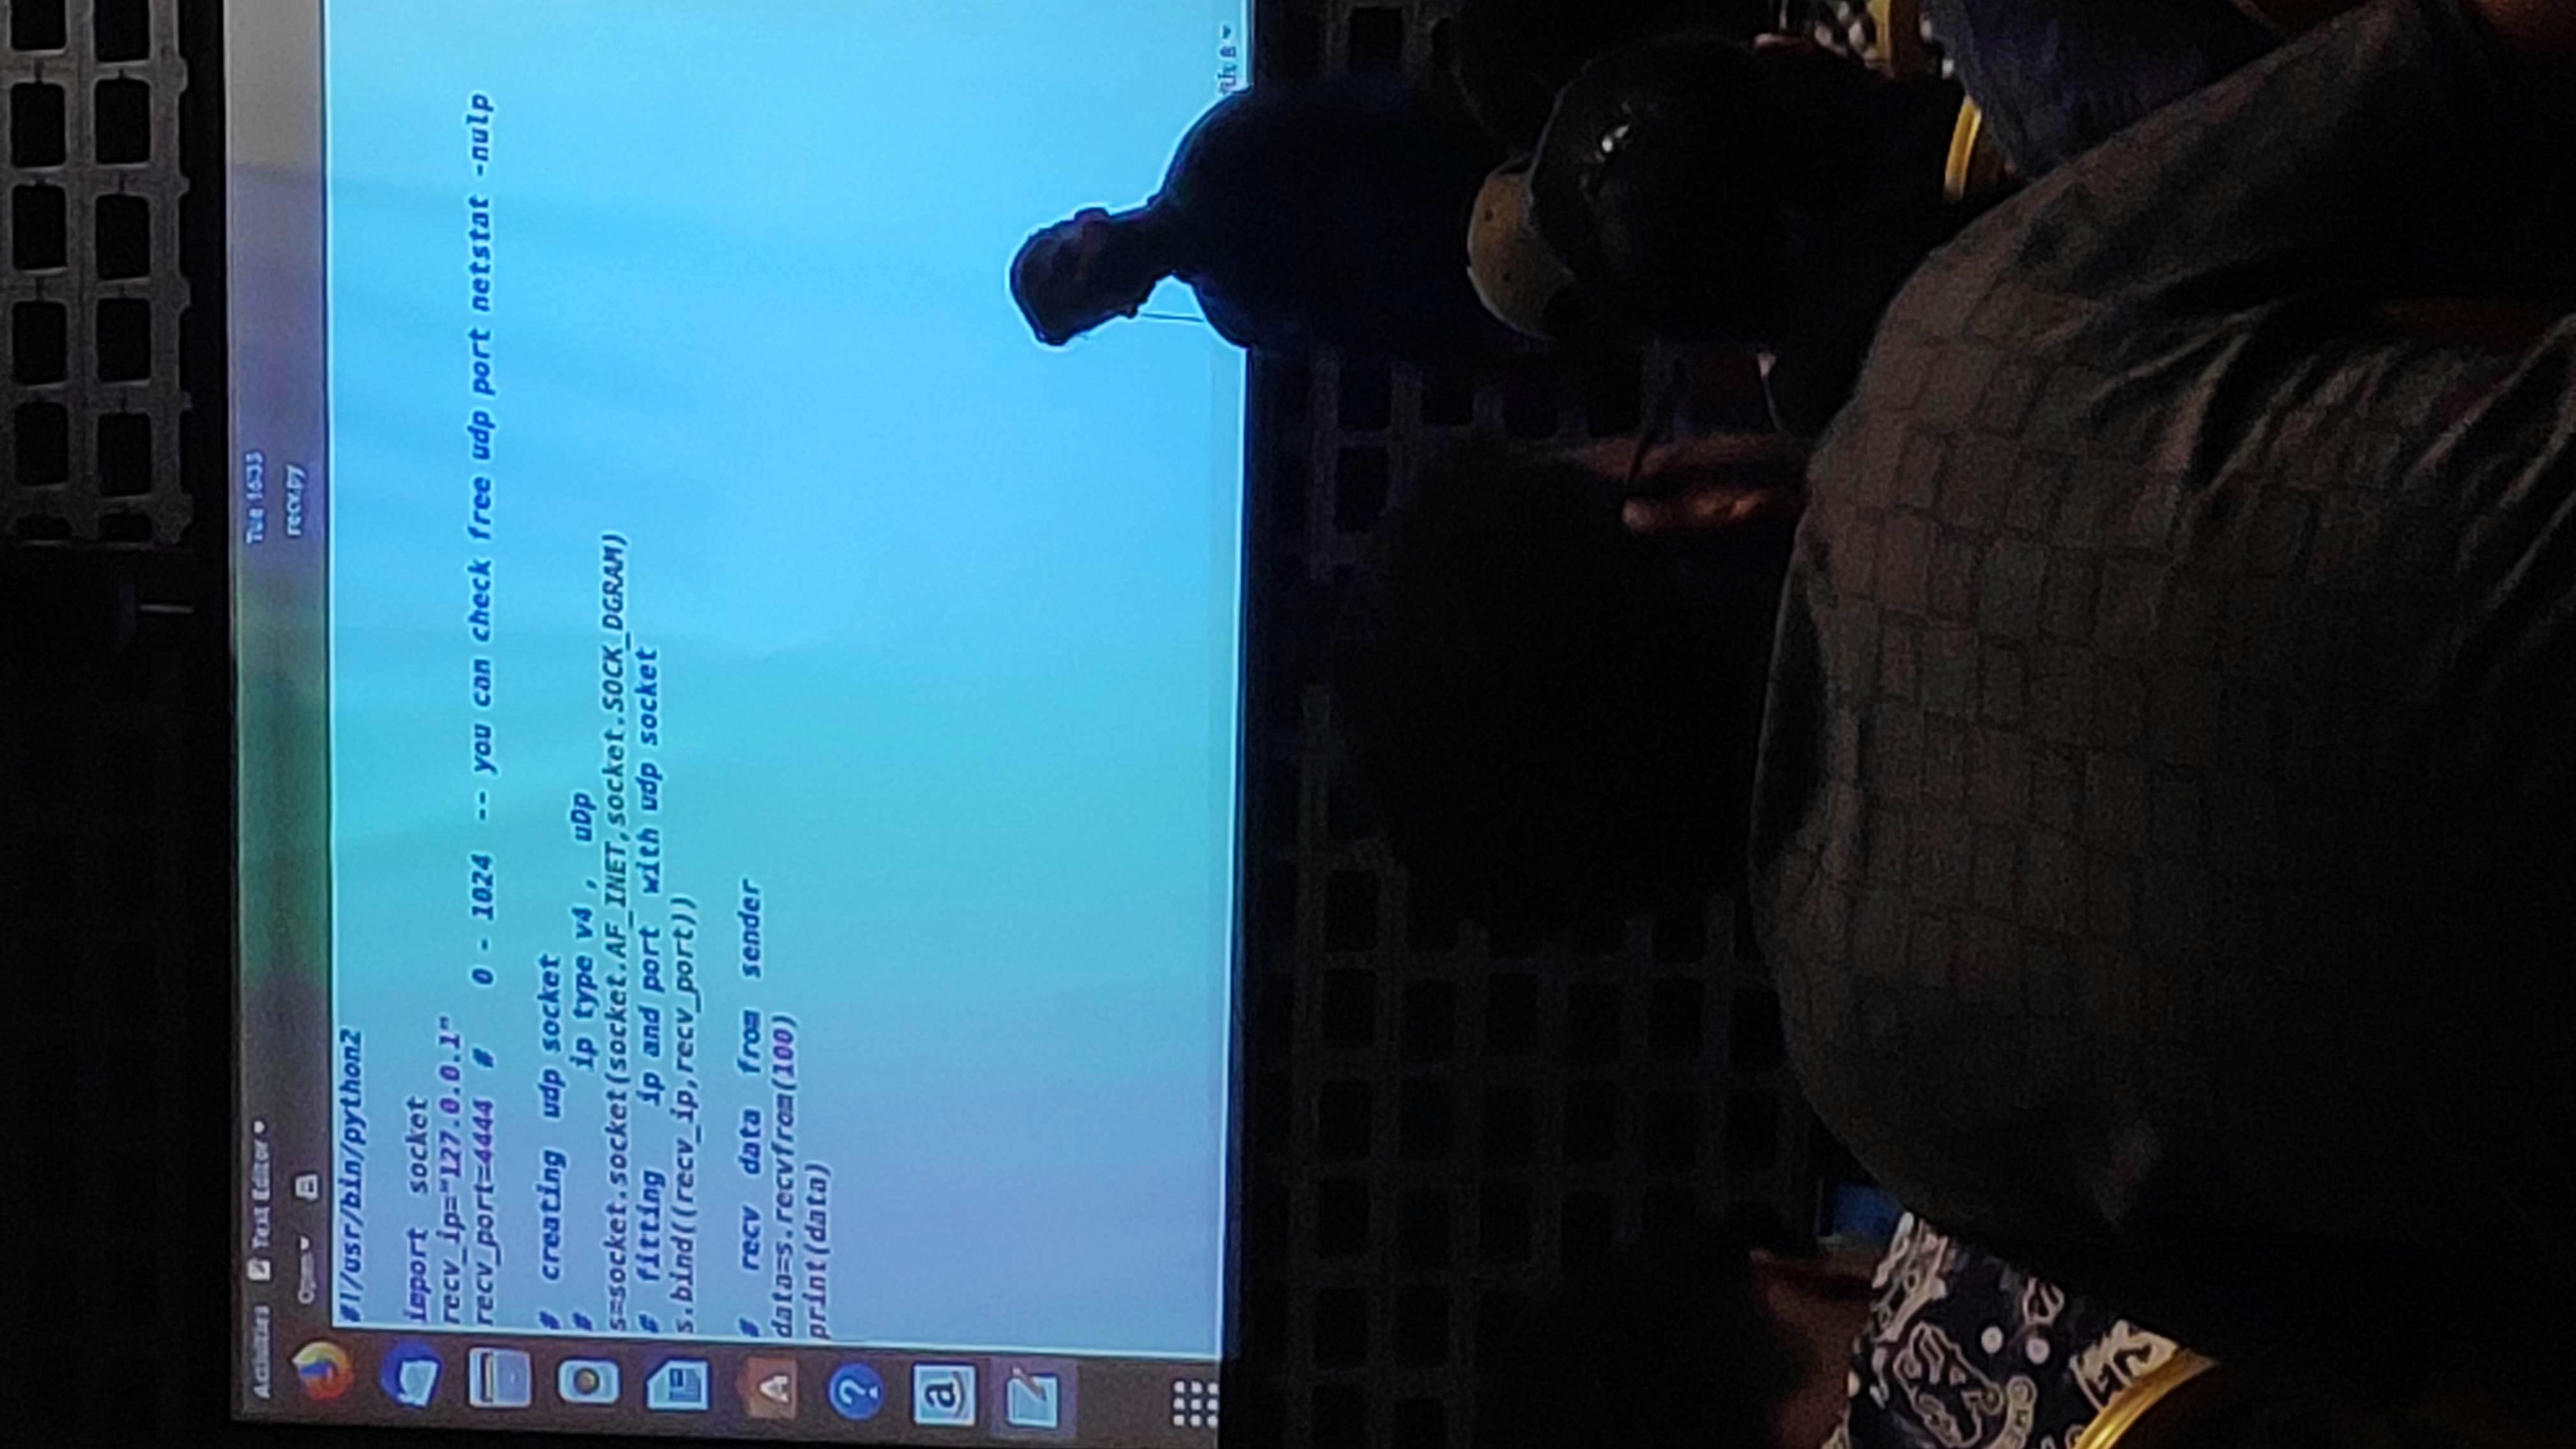 Activities Text Editor Tue 16:33
Open recv.py
#!/usr/bin/python2
import socket
recv_ip="127.0.0.1"
recv_port=4444 # 0 - 1024 -- you can check free udp port netstat -nulp
# creating udp socket
# ip type v4 , uDp
s=socket.socket(socket.AF_INET,socket.SOCK_DGRAM)
# fitting ip and port with udp socket
s.bind((recv_ip,recv_port))
# recv data from sender
data=s.recvfrom(100)
print(data)